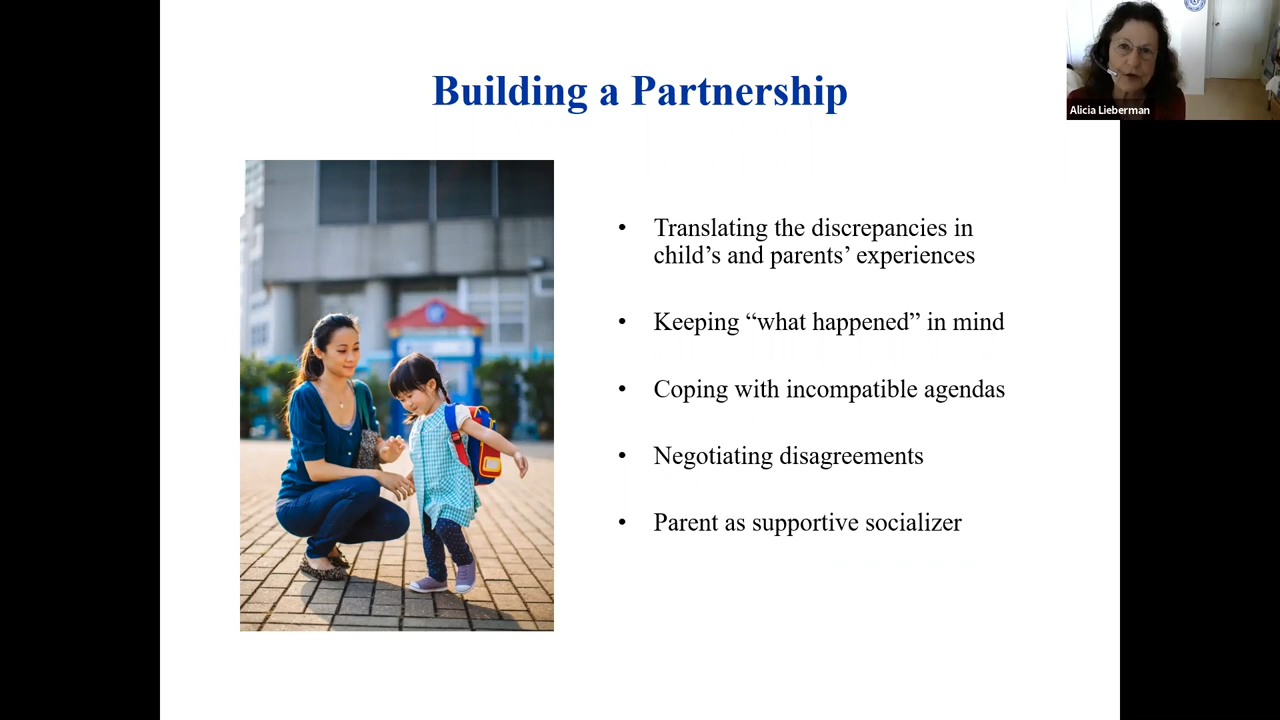 Building a Partnership
Alicia Lieberman
• Translating the discrepancies in
child’s and parents’ experiences
• Keeping “what happened” in mind
• Coping with incompatible agendas
• Negotiating disagreements
• Parent as supportive socializer